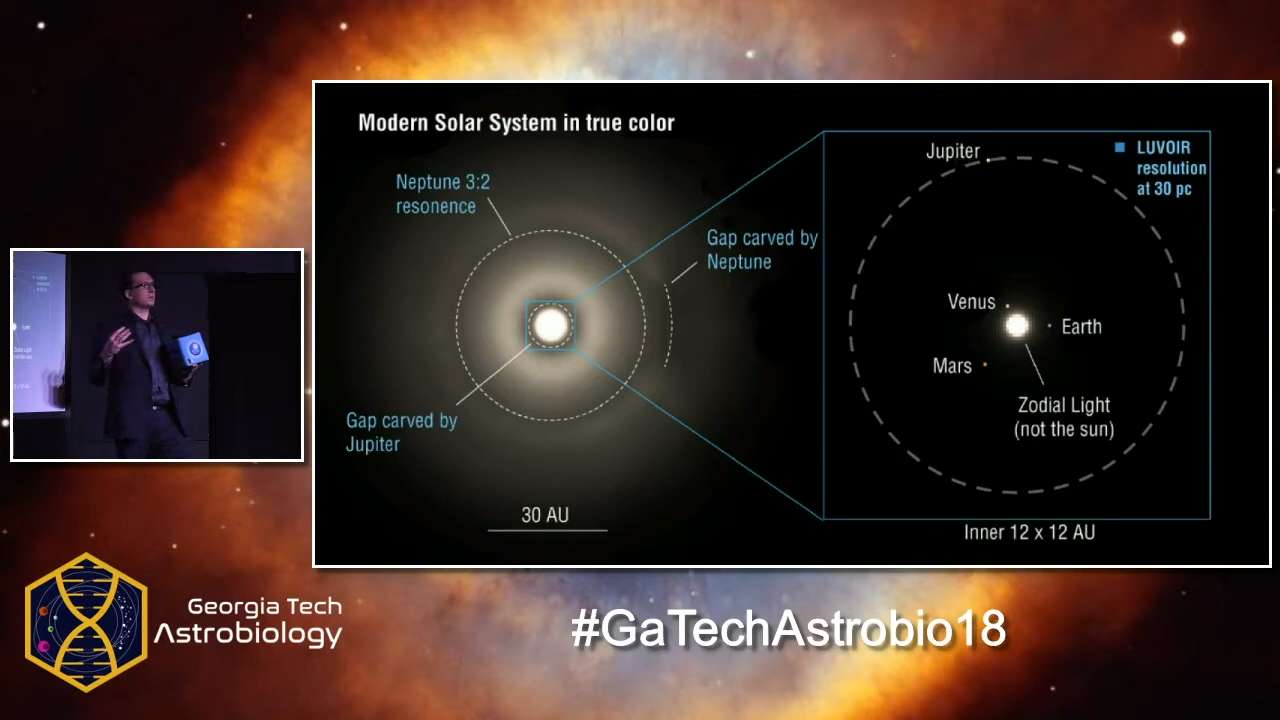 Modern Solar System in true color
Neptune 3:2
resonence
Gap carved by
Neptune
Gap carved by
Jupiter
30 AU
Jupiter
LUVOIR
resolution
at 30 pc
Venus
Earth
Mars
Zodial Light
(not the sun)
Inner 12 x 12 AU
Georgia Tech
Astrobiology
#GaTechAstrobio18